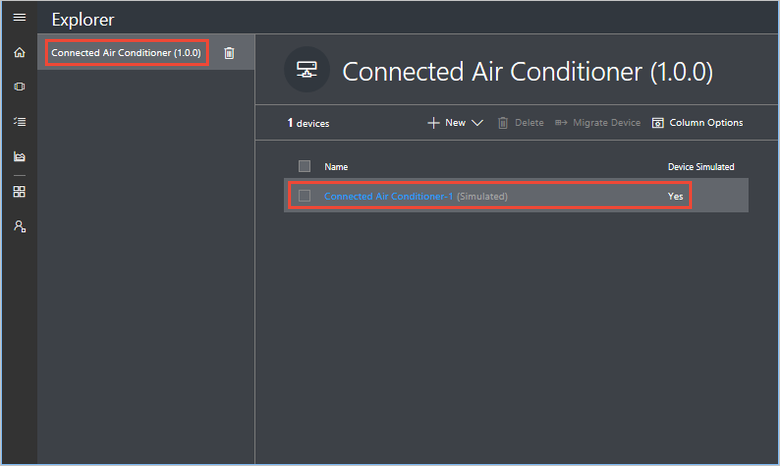 Explorer
Connected Air Conditioner (1.0.0)
Connected Air Conditioner (1.0.0)
1 devices
New
Delete
Migrate Device
Column Options
Name
Device Simulated
Connected Air Conditioner-1 (Simulated)
Yes